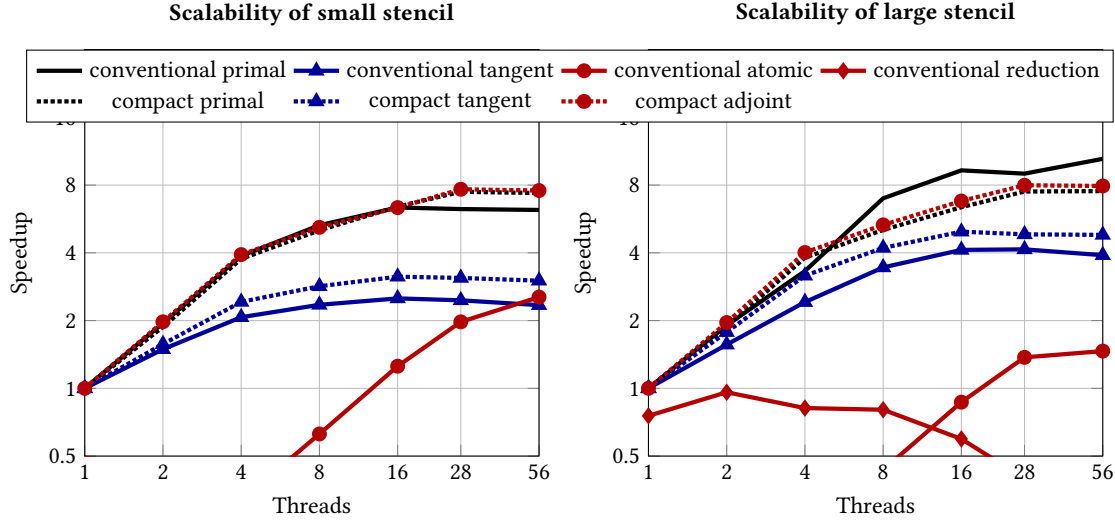 Scalability of small stencil
Scalability of large stencil
conventional primal
conventional tangent
conventional atomic
conventional reduction
compact primal
compact tangent
compact adjoint
8
4
2
1
0.5
Speedup
1 2 4 8 16 28 56
Threads
8
4
2
1
0.5
Speedup
1 2 4 8 16 28 56
Threads